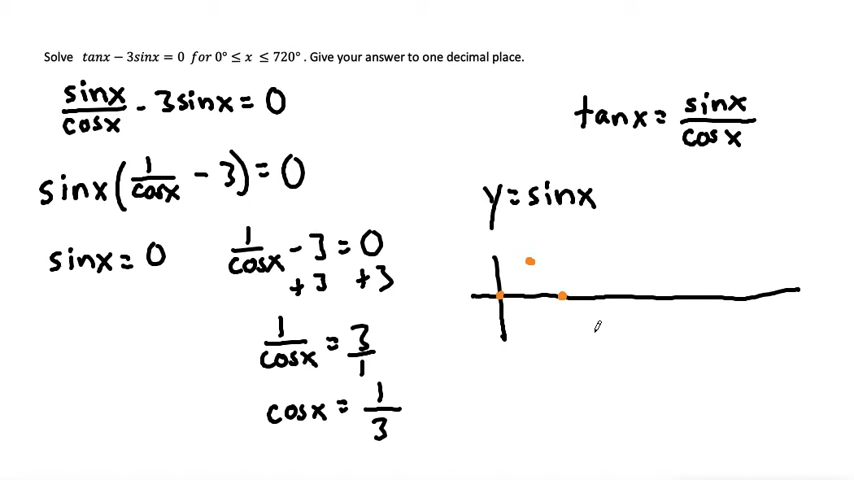 Solve tanx − 3sinx = 0 for 0° ≤ x ≤ 720° . Give your answer to one decimal place.
sinx/cosx - 3sinx = 0
sinx(1/cosx - 3) = 0
sinx = 0
1/cosx - 3 = 0
+3 +3
1/cosx = 3/1
cosx = 1/3
tanx = sinx/cosx
y = sinx